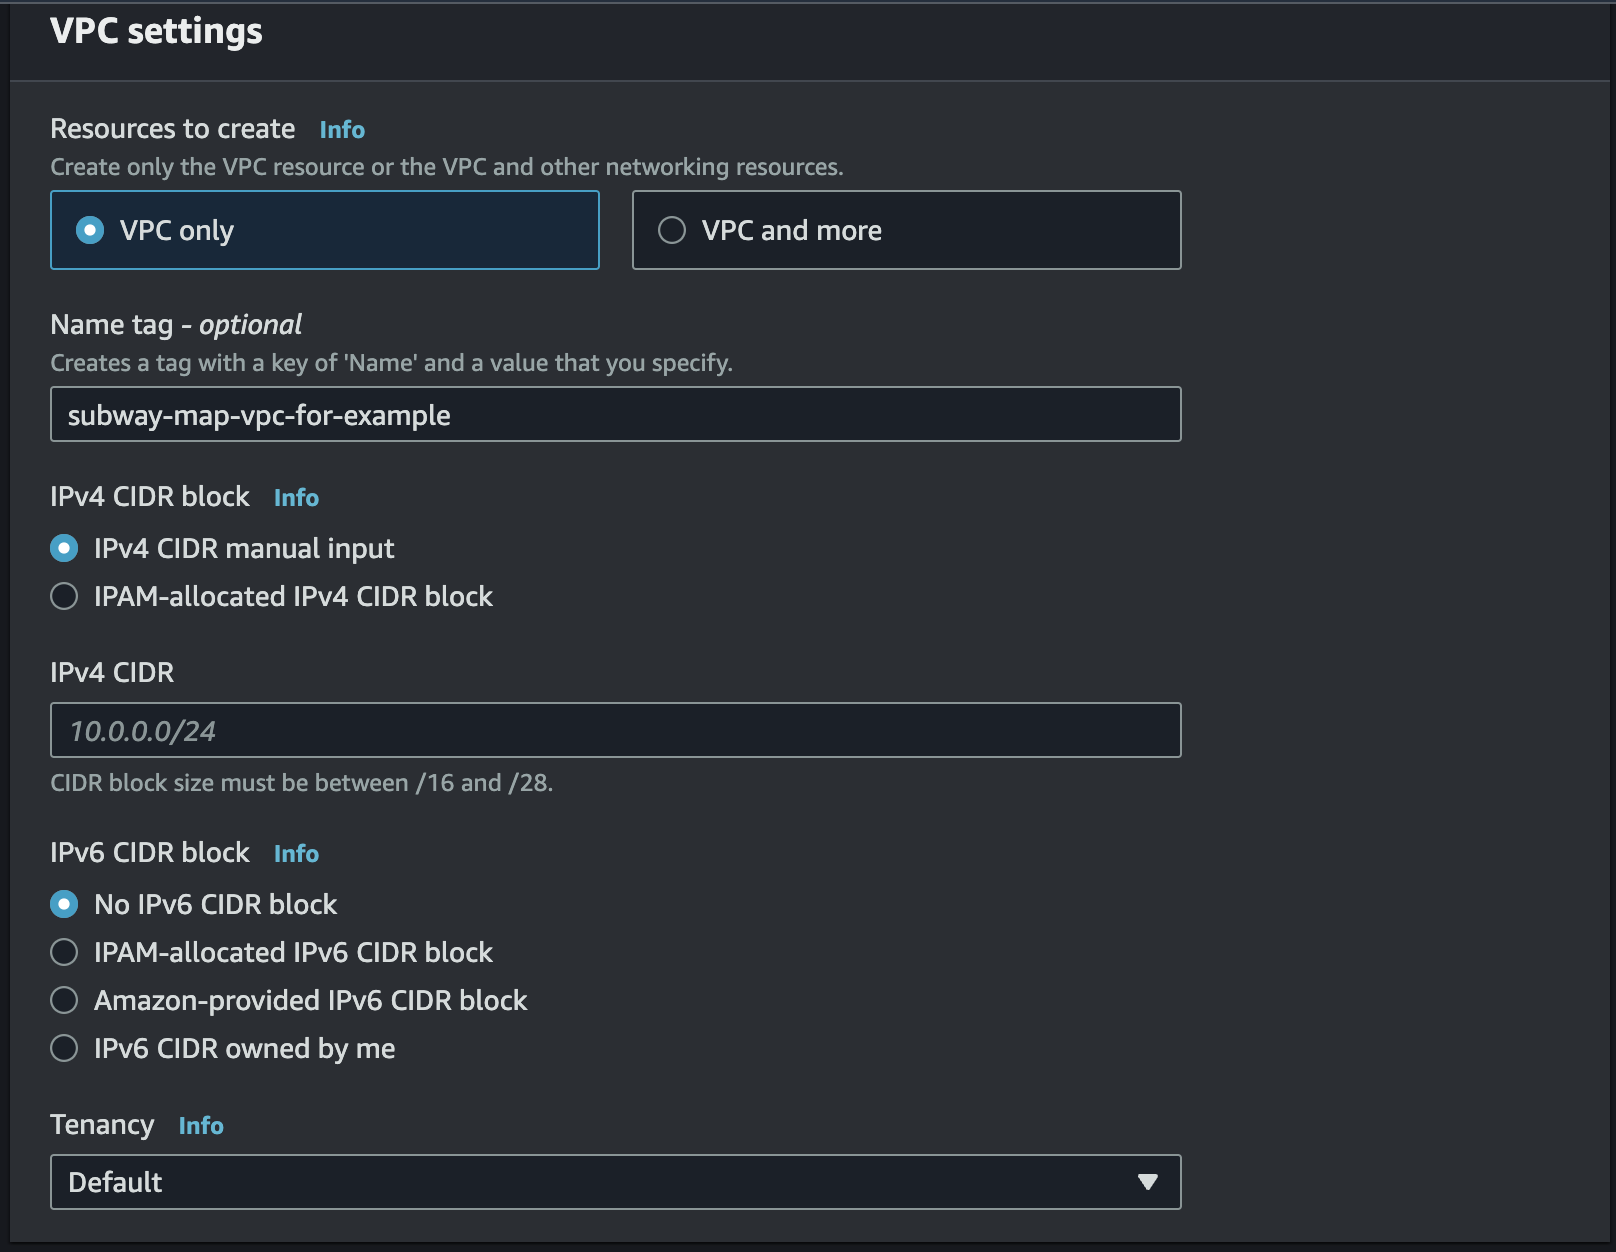 VPC settings
Resources to create Info
Create only the VPC resource or the VPC and other networking resources.
VPC only
VPC and more
Name tag - optional
Creates a tag with a key of 'Name' and a value that you specify.
subway-map-vpc-for-example
IPv4 CIDR block Info
IPv4 CIDR manual input
IPAM-allocated IPv4 CIDR block
IPv4 CIDR
10.0.0.0/24
CIDR block size must be between /16 and /28.
IPv6 CIDR block Info
No IPv6 CIDR block
IPAM-allocated IPv6 CIDR block
Amazon-provided IPv6 CIDR block
IPv6 CIDR owned by me
Tenancy Info
Default